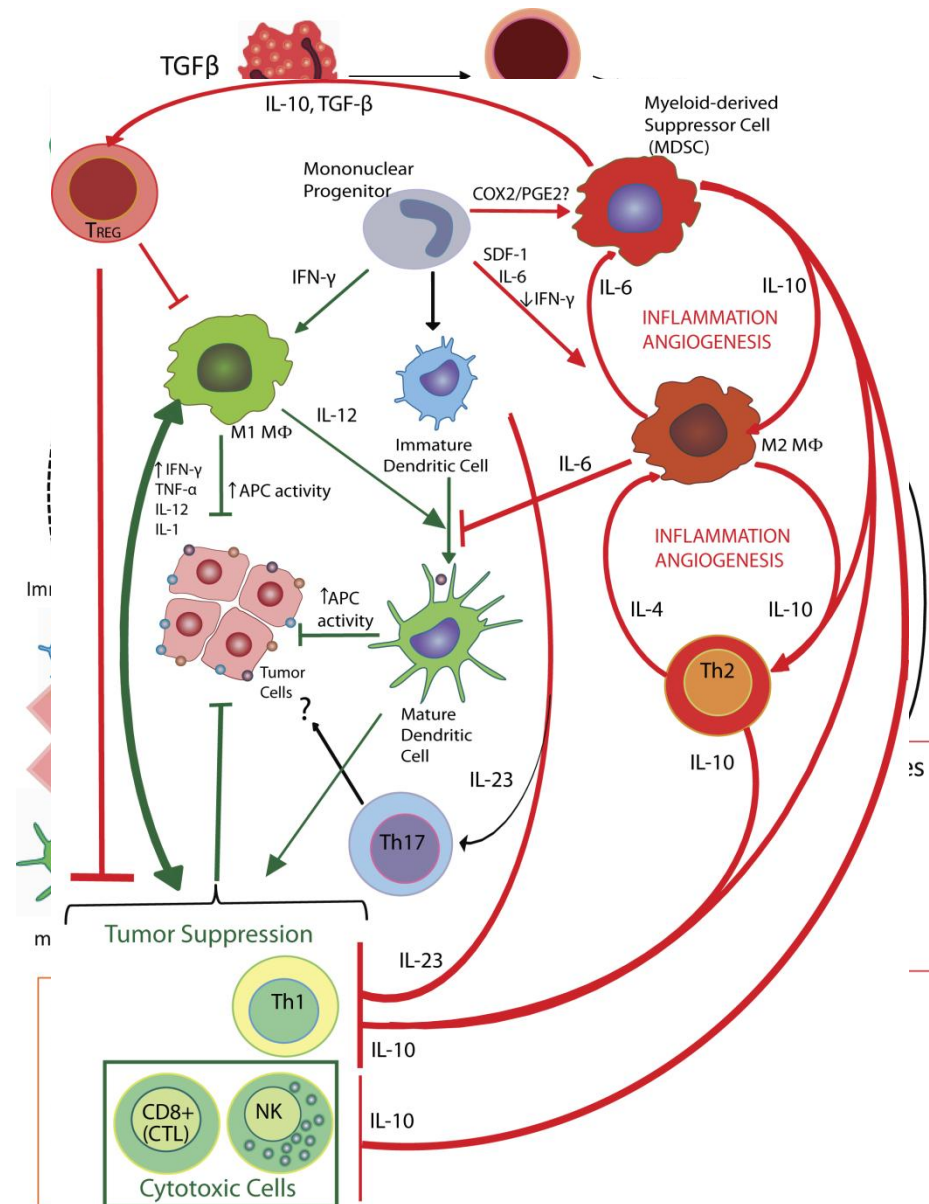 TGFβ
IL-10, TGF-β
Myeloid-derived
Suppressor Cell
(MDSC)
Mononuclear
Progenitor
COX2/PGE2?
TREG
SDF-1
IL-6
↓IFN-γ
IFN-γ
IL-6
IL-10
INFLAMMATION
ANGIOGENESIS
M1 MΦ
IL-12
Immature
Dendritic Cell
M2 MΦ
IL-6
↑IFN-γ
TNF-α
IL-12
IL-1
↑APC activity
INFLAMMATION
ANGIOGENESIS
Imr
↑APC
activity
IL-4
IL-10
Tumor
Cells
?
Th2
Mature
Dendritic
Cell
IL-10
es
IL-23
Th17
m
Tumor Suppression
IL-23
Th1
IL-10
CD8+
(CTL)
NK
IL-10
Cytotoxic Cells